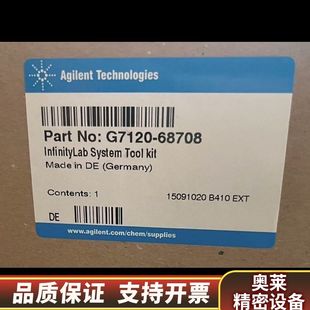 Agilent Technologies
Part No: G7120-68708
InfinityLab System Tool kit
Made in DE (Germany)
Contents: 1
15091020 B410 EXT
DE
www.agilent.com/chem/supplies
品质保证 支持开票
奥莱
精密设备